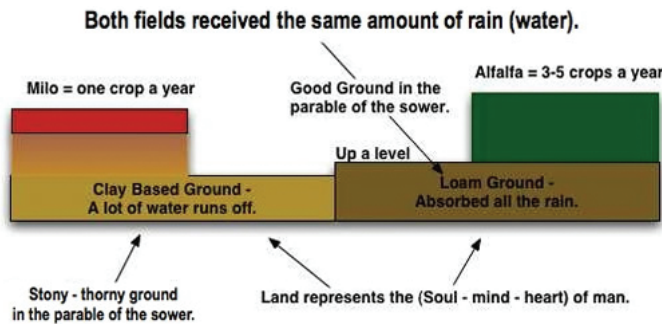 Both fields received the same amount of rain (water).
Milo = one crop a year
Good Ground in the
parable of the sower.
Alfalfa = 3-5 crops a year
Up a level
Clay Based Ground -
A lot of water runs off.
Loam Ground -
Absorbed all the rain.
Stony - thorny ground
in the parable of the sower.
Land represents the (Soul - mind - heart) of man.